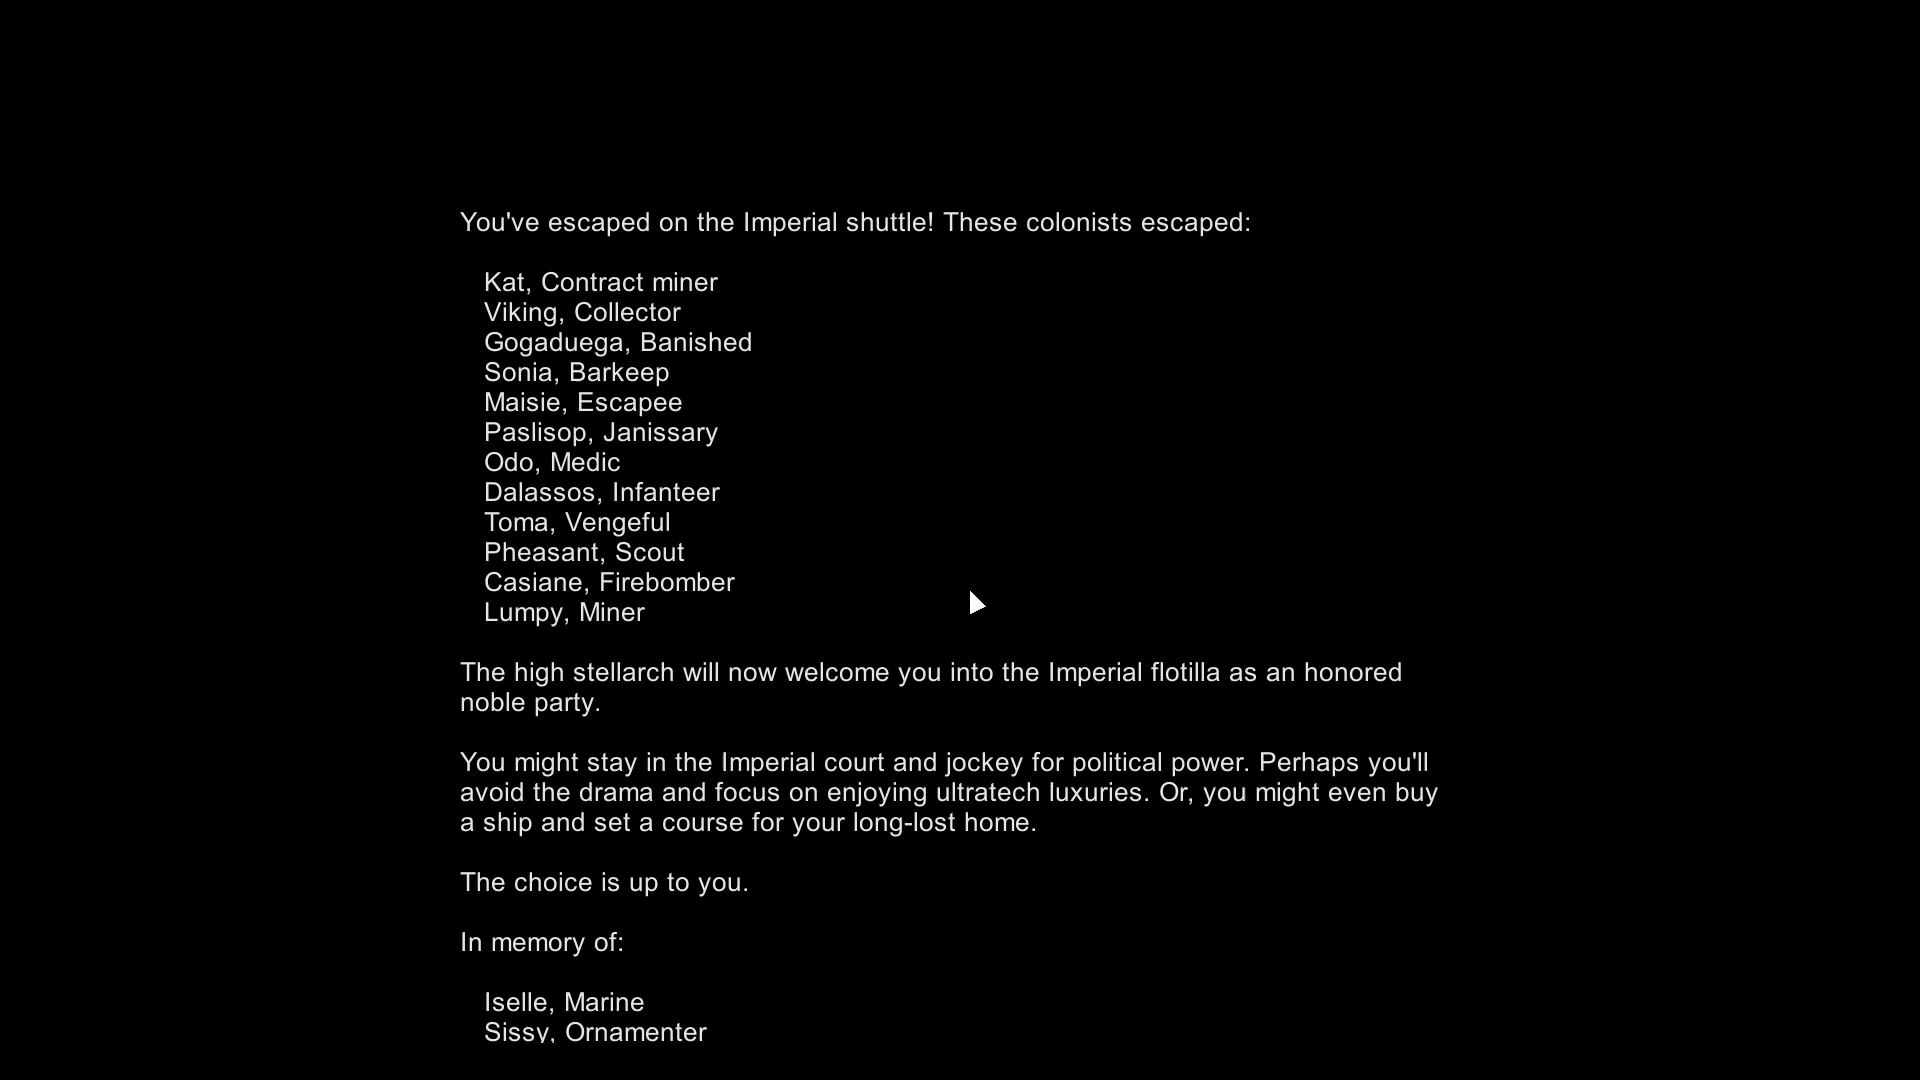 You've escaped on the Imperial shuttle! These colonists escaped:
Kat, Contract miner
Viking, Collector
Gogaduega, Banished
Sonia, Barkeep
Maisie, Escapee
Paslisop, Janissary
Odo, Medic
Dalassos, Infanteer
Toma, Vengeful
Pheasant, Scout
Casiane, Firebomber
Lumpy, Miner
The high stellarch will now welcome you into the Imperial flotilla as an honored
noble party.
You might stay in the Imperial court and jockey for political power. Perhaps you'll
avoid the drama and focus on enjoying ultratech luxuries. Or, you might even buy
a ship and set a course for your long-lost home.
The choice is up to you.
In memory of:
Iselle, Marine
Sissy, Ornamenter